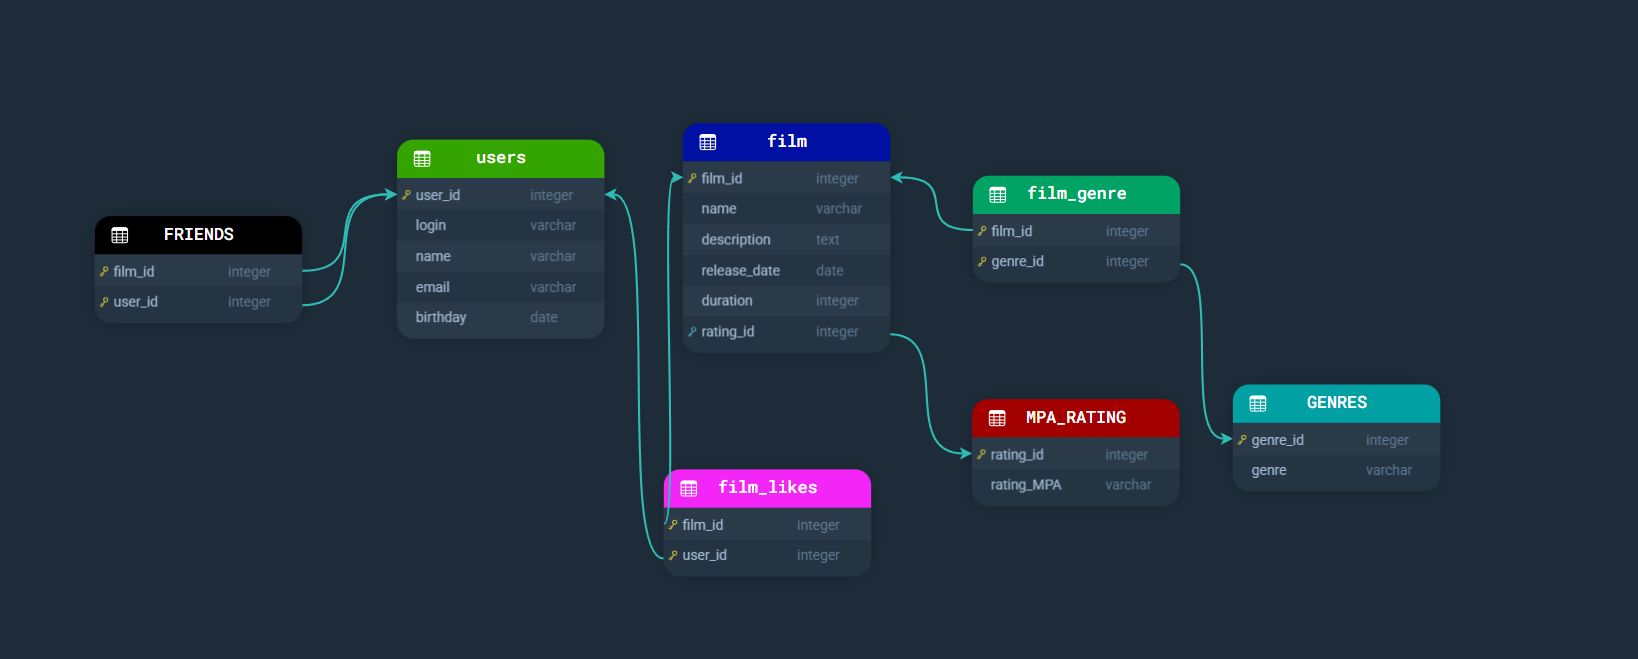 FRIENDS
film_id integer
user_id integer
users
user_id integer
login varchar
name varchar
email varchar
birthday date
film
film_id integer
name varchar
description text
release_date date
duration integer
rating_id integer
film_genre
film_id integer
genre_id integer
MPA_RATING
rating_id integer
rating_MPA varchar
GENRES
genre_id integer
genre varchar
film_likes
film_id integer
user_id integer